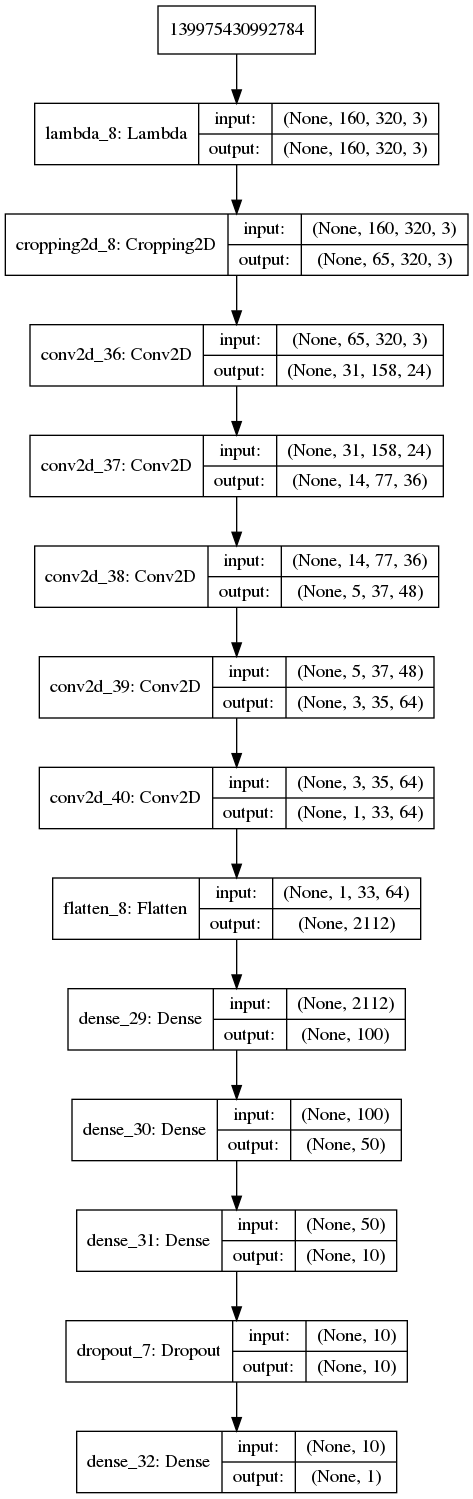 139975430992784
lambda_8: Lambda
input: (None, 160, 320, 3)
output: (None, 160, 320, 3)
cropping2d_8: Cropping2D
input: (None, 160, 320, 3)
output: (None, 65, 320, 3)
conv2d_36: Conv2D
input: (None, 65, 320, 3)
output: (None, 31, 158, 24)
conv2d_37: Conv2D
input: (None, 31, 158, 24)
output: (None, 14, 77, 36)
conv2d_38: Conv2D
input: (None, 14, 77, 36)
output: (None, 5, 37, 48)
conv2d_39: Conv2D
input: (None, 5, 37, 48)
output: (None, 3, 35, 64)
conv2d_40: Conv2D
input: (None, 3, 35, 64)
output: (None, 1, 33, 64)
flatten_8: Flatten
input: (None, 1, 33, 64)
output: (None, 2112)
dense_29: Dense
input: (None, 2112)
output: (None, 100)
dense_30: Dense
input: (None, 100)
output: (None, 50)
dense_31: Dense
input: (None, 50)
output: (None, 10)
dropout_7: Dropout
input: (None, 10)
output: (None, 10)
dense_32: Dense
input: (None, 10)
output: (None, 1)